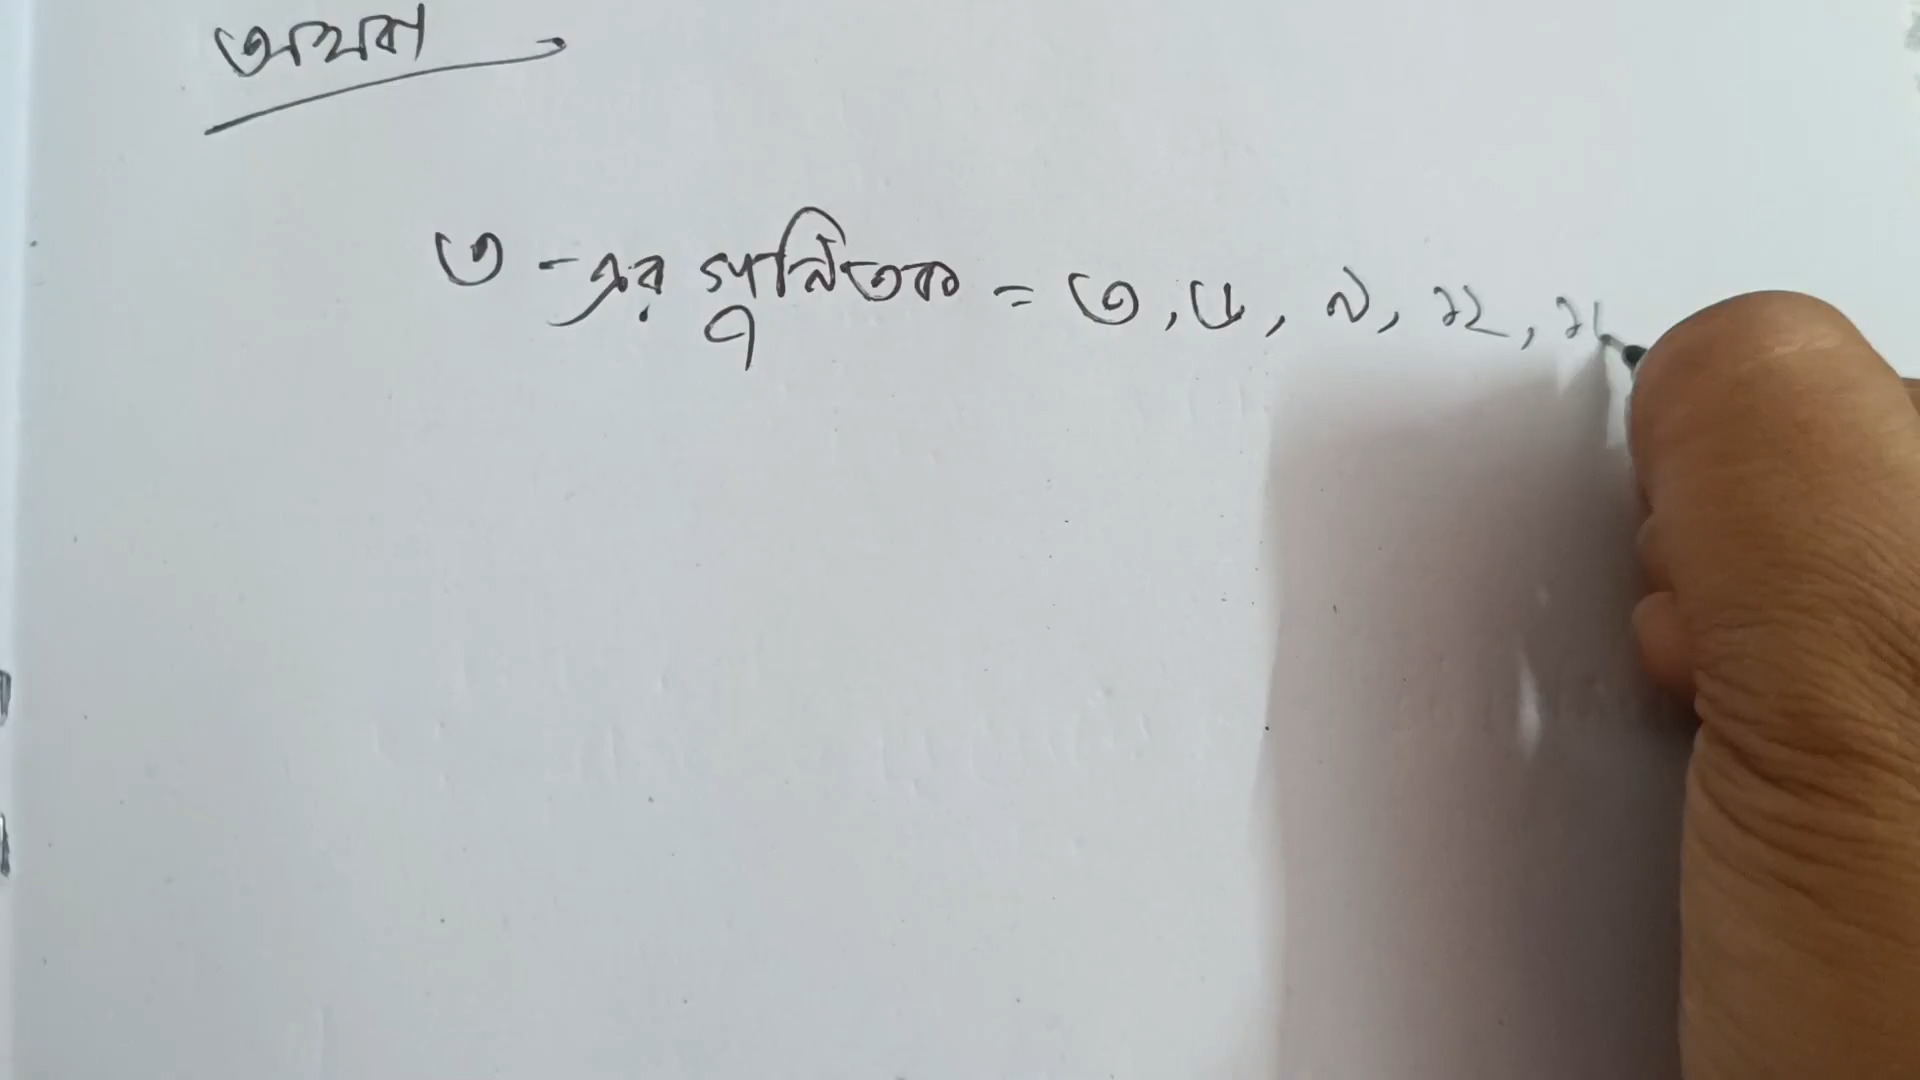 অথবা
৩ -এর গুনিতক = ৩, ৬, ৯, ১২,